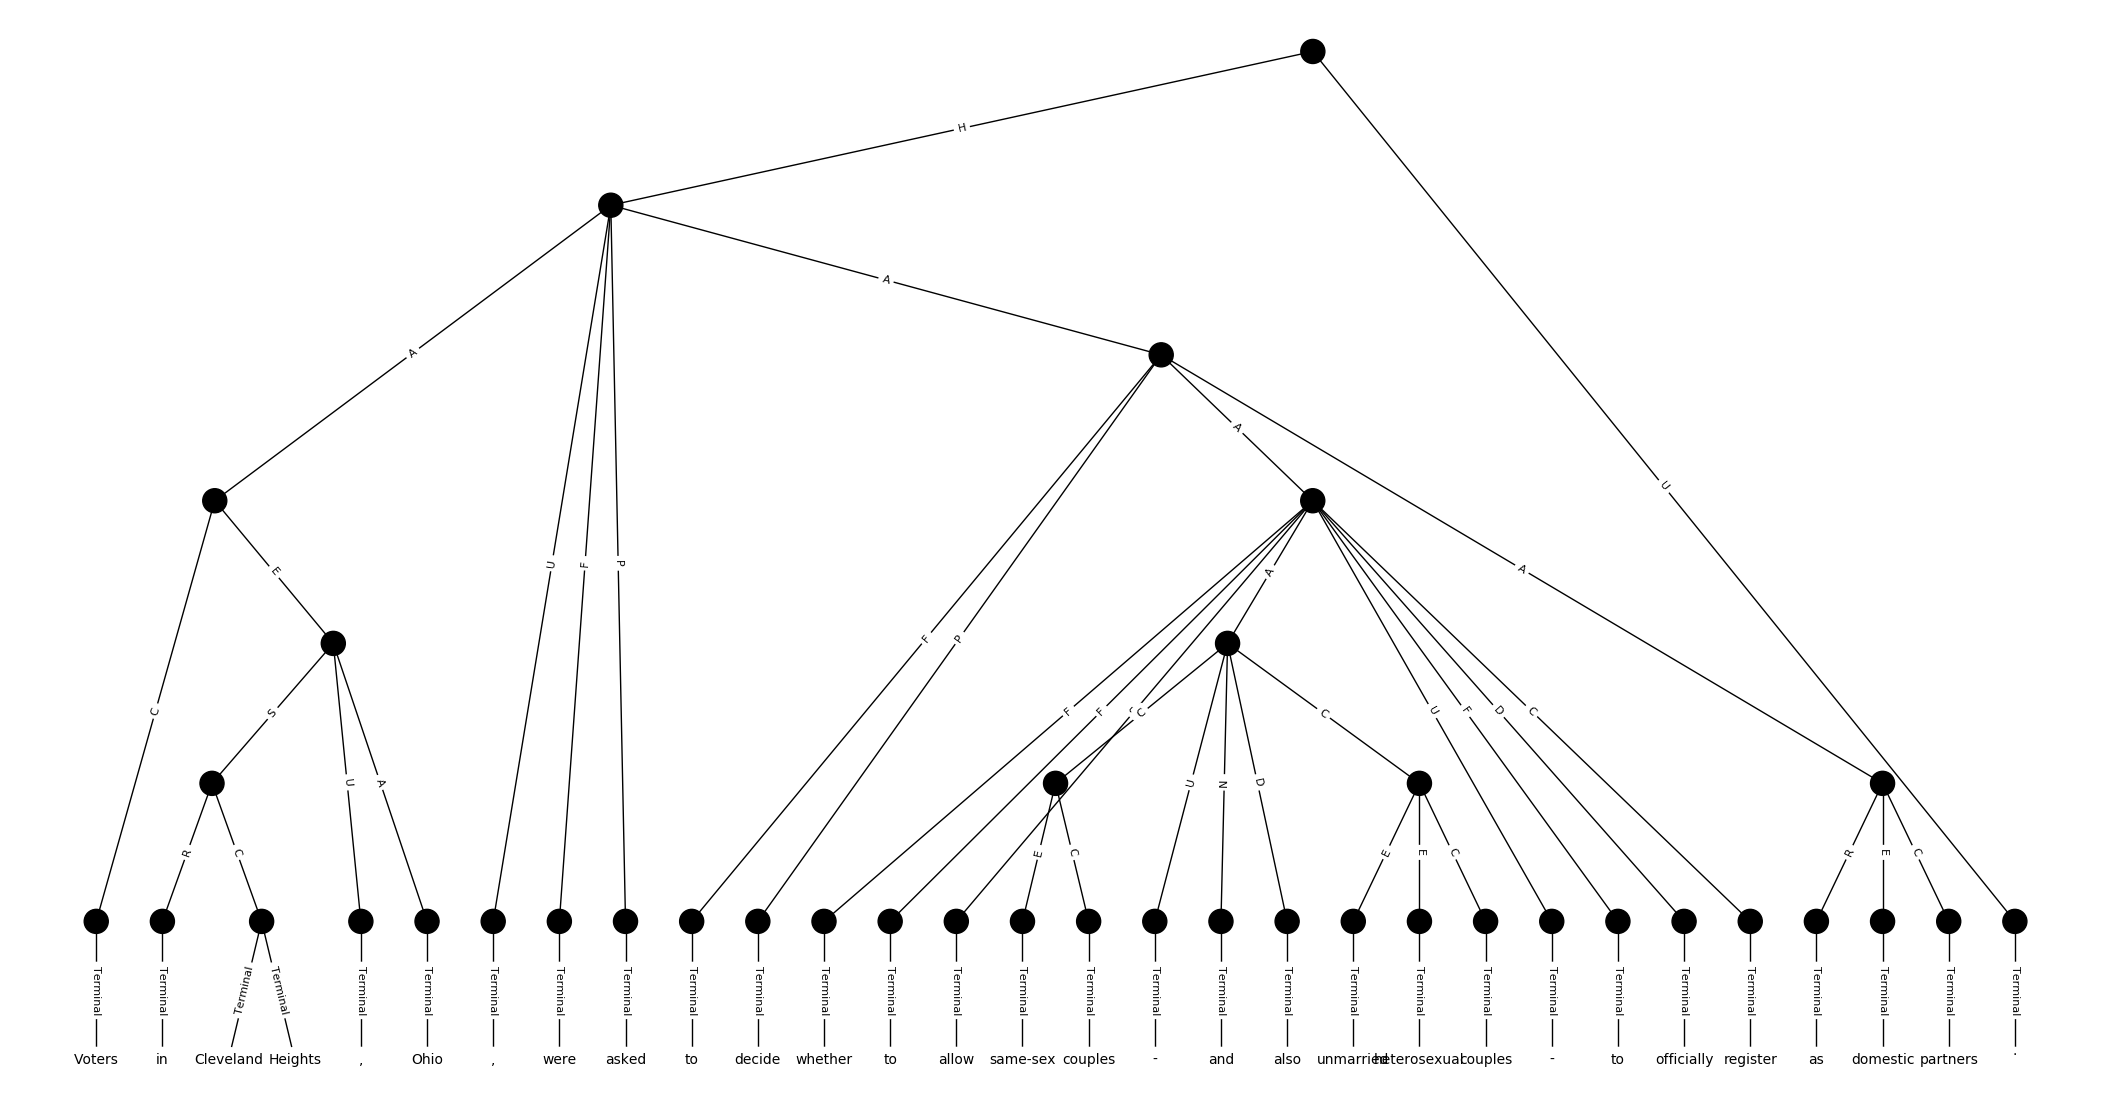 H
A
A
U
A
E
U
F
P
F
P
A
A
C
S
F
F
C
U
F
D
C
U
A
U
N
D
C
R
C
E
C
E
E
C
R
E
C
Terminal Terminal Terminal Terminal Terminal Terminal Terminal Terminal Terminal Terminal Terminal Terminal Terminal Terminal Terminal Terminal Terminal Terminal Terminal Terminal Terminal Terminal Terminal Terminal Terminal Terminal Terminal Terminal Terminal Terminal
Voters in Cleveland Heights , Ohio , were asked to decide whether to allow same-sex couples - and also unmarried heterosexual couples - to officially register as domestic partners .